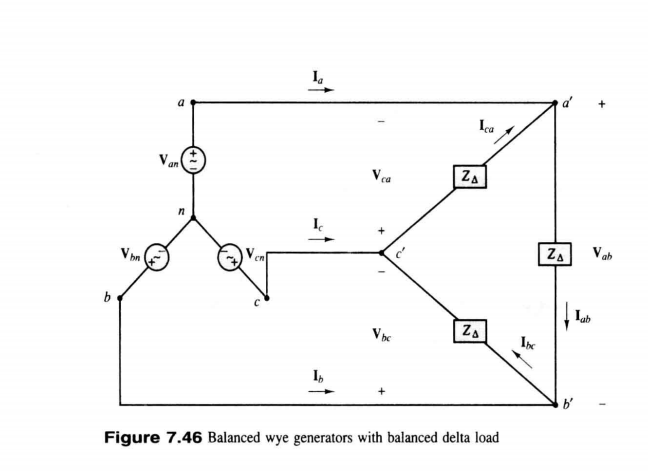 Iₐ
a
a′
+
−
I_ca
+
~
−
V_an
V_ca
Z_Δ
n
I_c
+
V_bn
−
~
+
−
~
+
V_cn
c′
Z_Δ
V_ab
−
b
c
I_ab
V_bc
Z_Δ
I_bc
I_b
+
b′
−
Figure 7.46 Balanced wye generators with balanced delta load